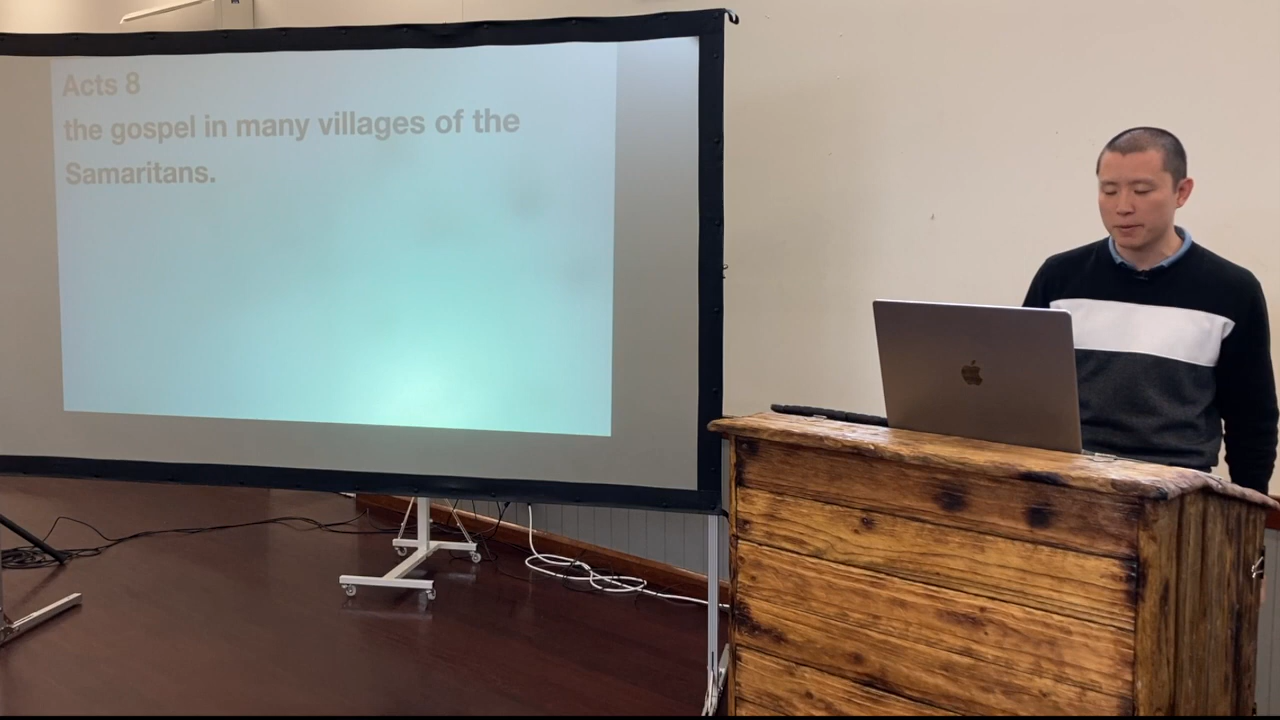 Acts 8
the gospel in many villages of the
Samaritans.